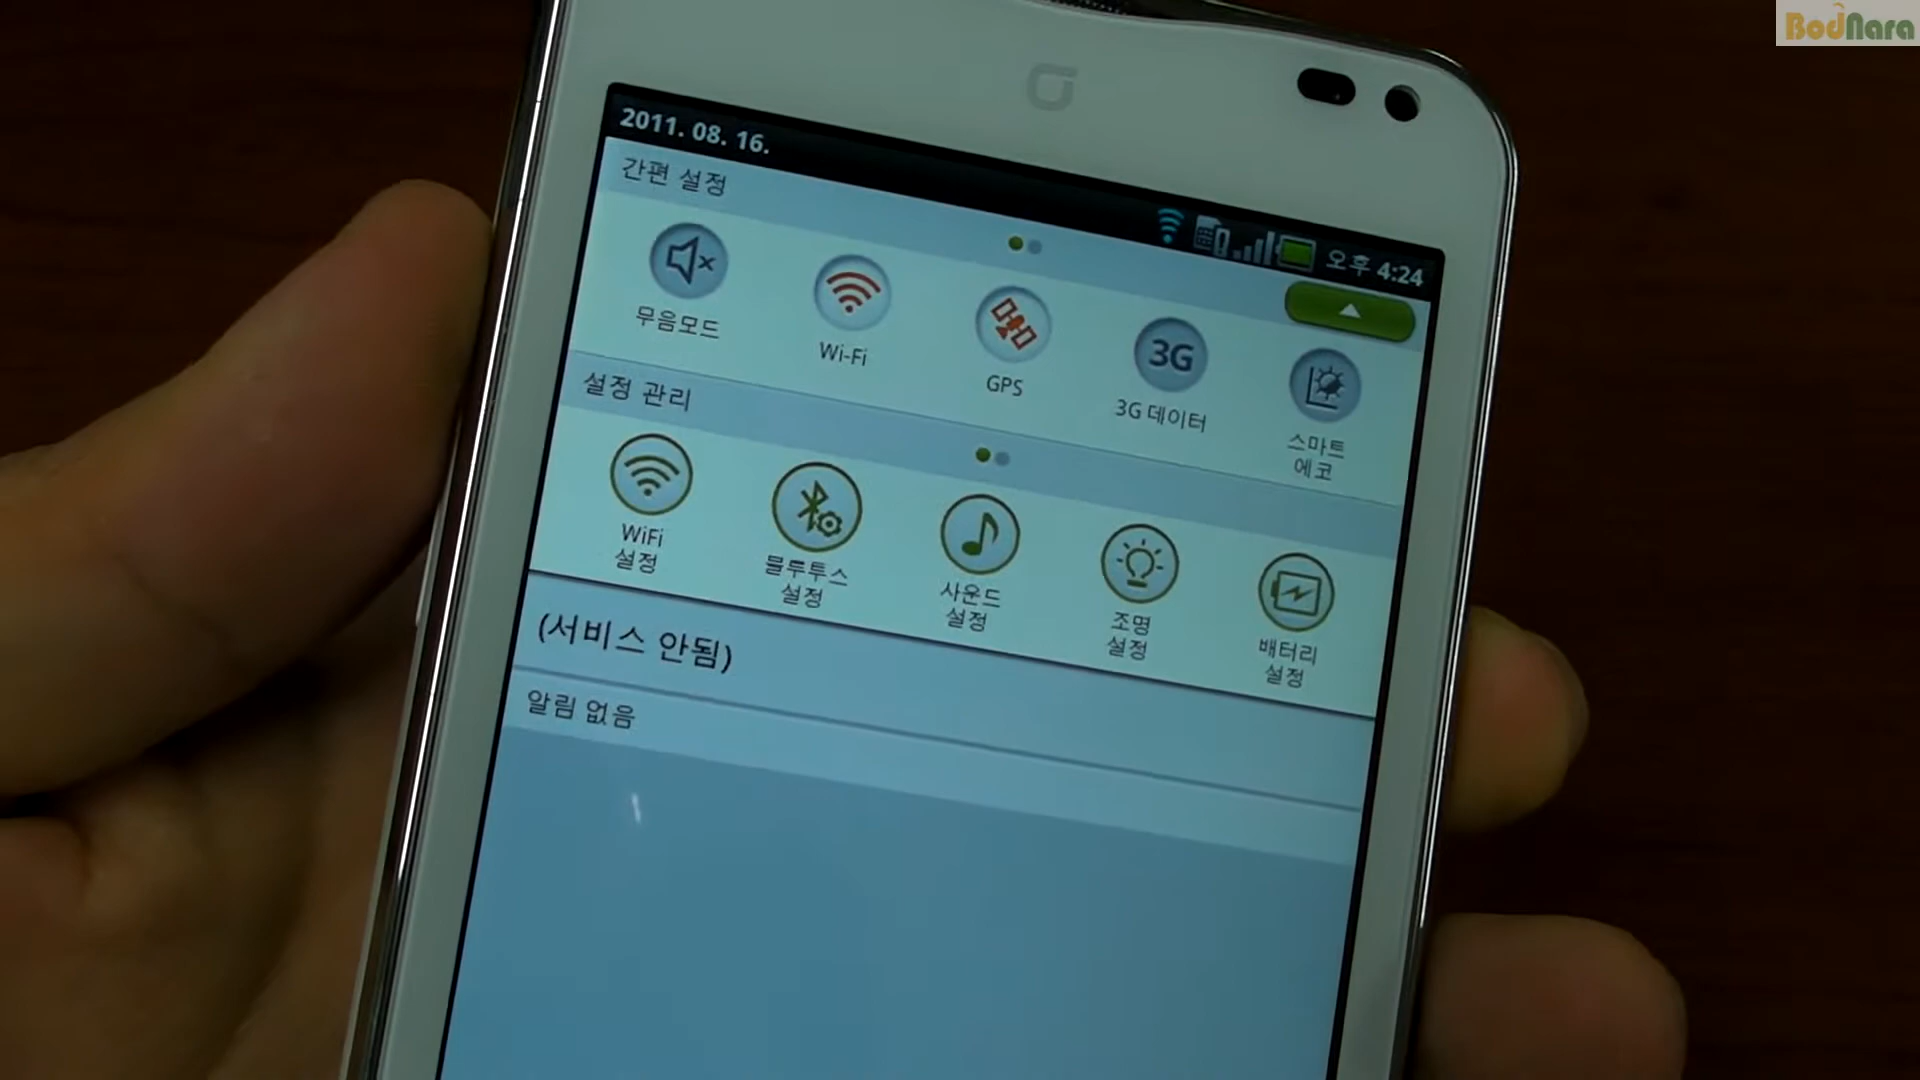 BodNara
2011. 08. 16.
오후 4:24
간편 설정
무음모드
Wi-Fi
GPS
3G
3G 데이터
스마트
에코
설정 관리
WiFi
설정
블루투스
설정
사운드
설정
조명
설정
배터리
설정
(서비스 안됨)
알림 없음